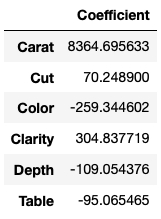 Coefficient
Carat 8364.695633
Cut 70.248900
Color -259.344602
Clarity 304.837719
Depth -109.054376
Table -95.065465